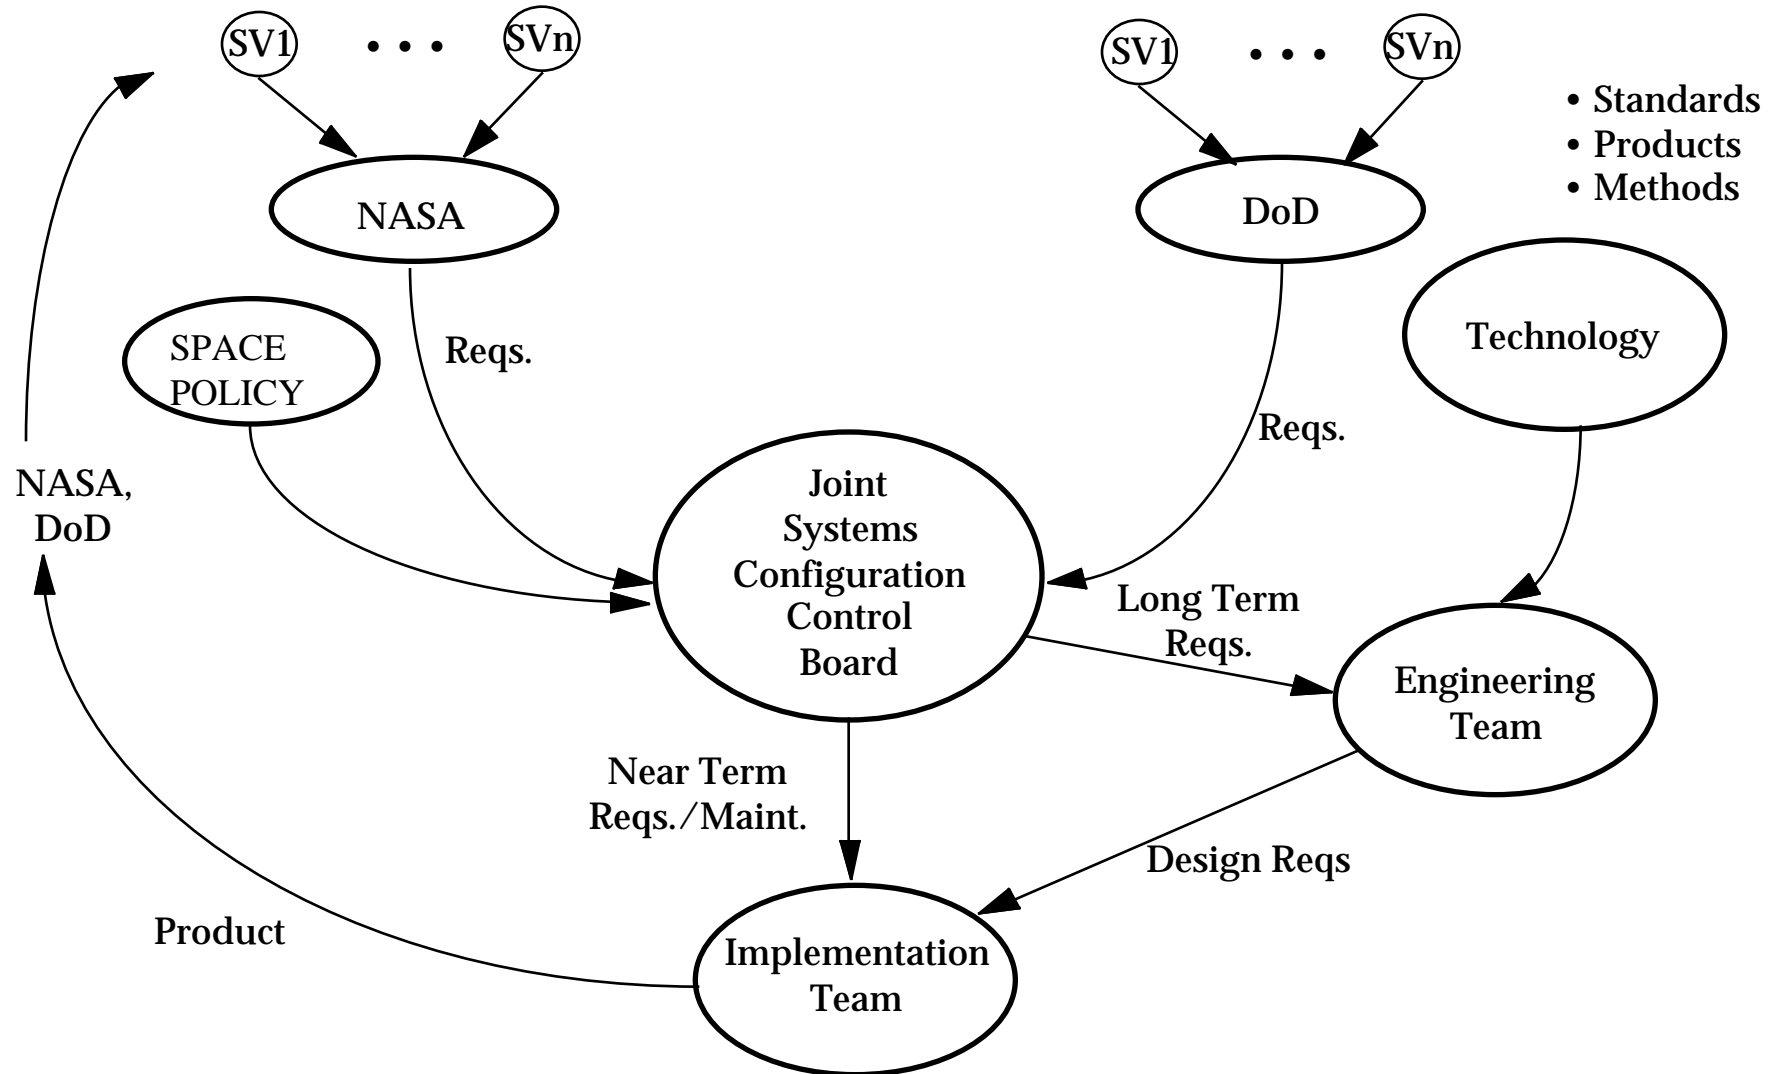 SV1
• • •
SVn
SV1
• • •
SVn
• Standards
• Products
• Methods
NASA
DoD
SPACE
POLICY
Reqs.
Technology
Reqs.
NASA,
DoD
Joint
Systems
Configuration
Control
Board
Long Term
Reqs.
Engineering
Team
Near Term
Reqs./Maint.
Design Reqs
Product
Implementation
Team